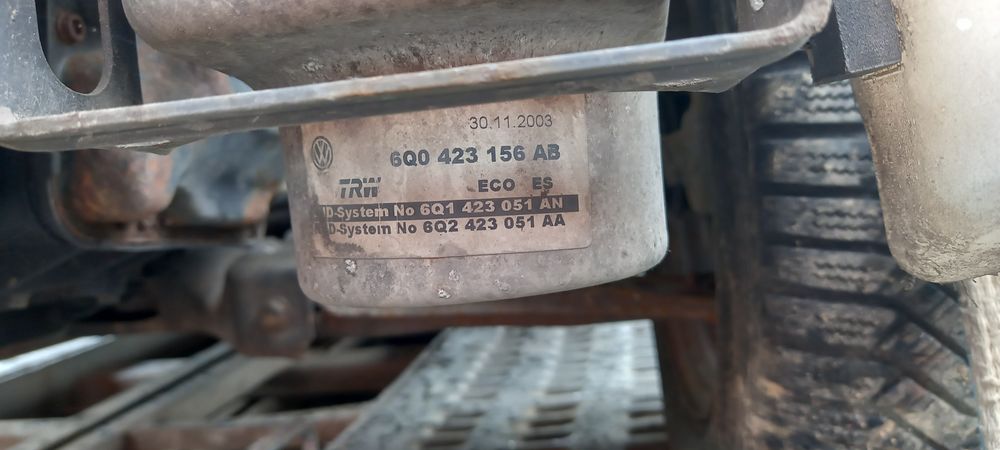 30.11.2003
6Q0 423 156 AB
TRW ECO ES
D-System No 6Q1 423 051 AN
D-System No 6Q2 423 051 AA